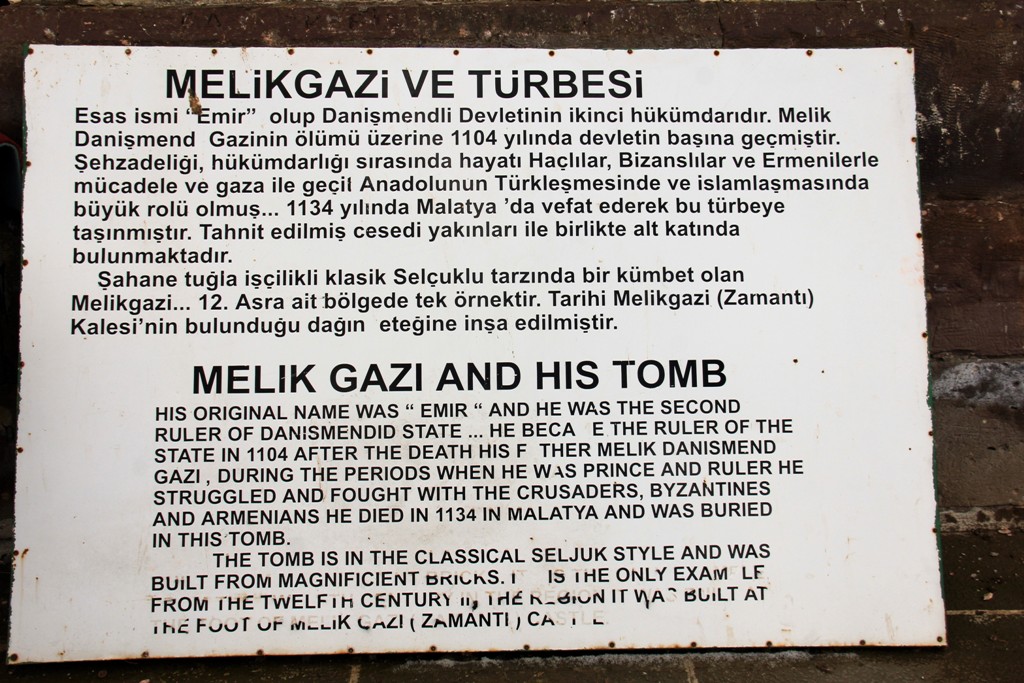 MELiKGAZi VE TÜRBESi
Esas ismi “Emir” olup Danişmendli Devletinin ikinci hükümdarıdır. Melik
Danişmend Gazinin ölümü üzerine 1104 yılında devletin başına geçmiştir.
Şehzadeliği, hükümdarlığı sırasında hayatı Haçlılar, Bizanslılar ve Ermenilerle
mücadele ve gaza ile geçit Anadolunun Türkleşmesinde ve islamlaşmasında
büyük rolü olmuş... 1134 yılında Malatya ’da vefat ederek bu türbeye
taşınmıştır. Tahnit edilmiş cesedi yakınları ile birlikte alt katında
bulunmaktadır.
Şahane tuğla işçilikli klasik Selçuklu tarzında bir kümbet olan
Melikgazi... 12. Asra ait bölgede tek örnektir. Tarihi Melikgazi (Zamantı)
Kalesi’nin bulunduğu dağın eteğine inşa edilmiştir.
MELIK GAZI AND HIS TOMB
HIS ORIGINAL NAME WAS “ EMIR “ AND HE WAS THE SECOND
RULER OF DANISMENDID STATE ... HE BECA E THE RULER OF THE
STATE IN 1104 AFTER THE DEATH HIS F THER MELIK DANISMEND
GAZI , DURING THE PERIODS WHEN HE WAS PRINCE AND RULER HE
STRUGGLED AND FOUGHT WITH THE CRUSADERS, BYZANTINES
AND ARMENIANS HE DIED IN 1134 IN MALATYA AND WAS BURIED
IN THIS TOMB.
THE TOMB IS IN THE CLASSICAL SELJUK STYLE AND WAS
BUILT FROM MAGNIFICIENT BRICKS. IT IS THE ONLY EXAM LE
FROM THE TWELFTH CENTURY IN THE REGION IT WAS BUILT AT
THE FOOT OF MELIK GAZI ( ZAMANTI ) CA TLE